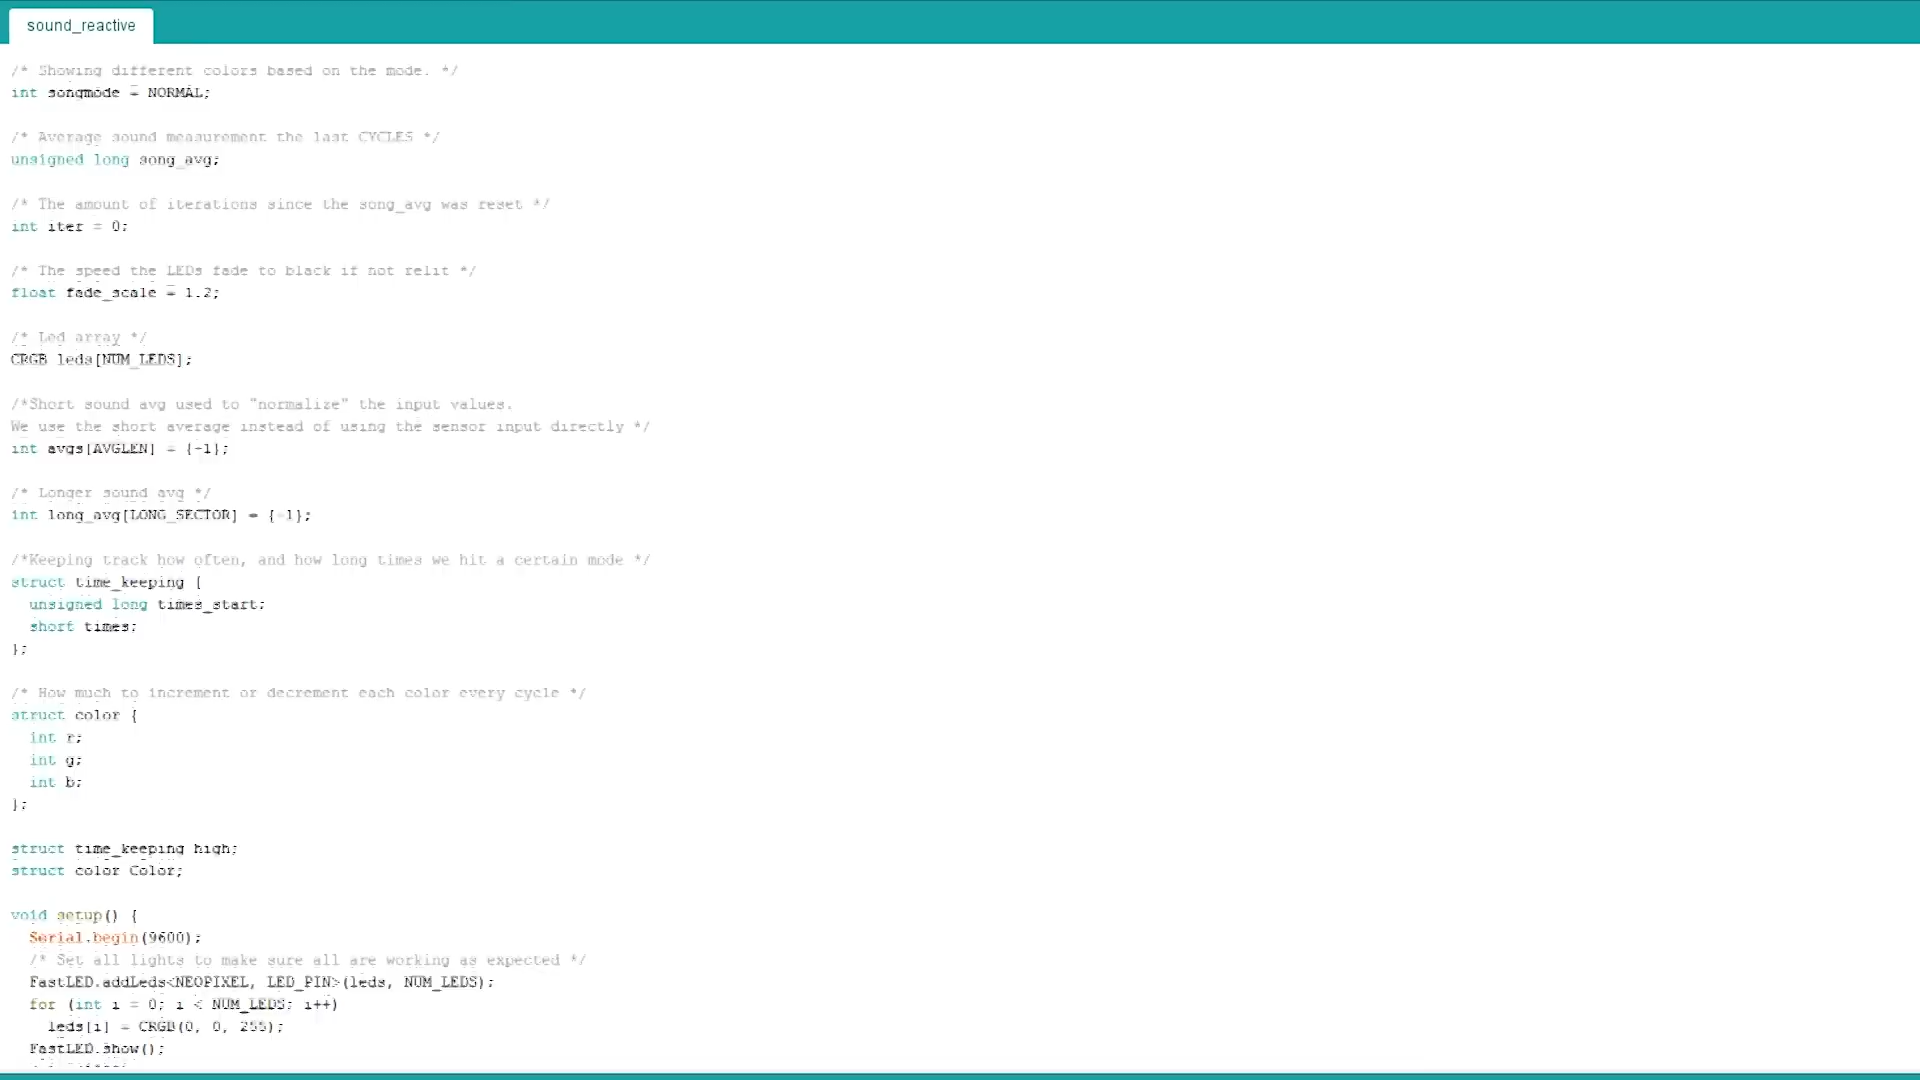 sound_reactive
/* Showing different colors based on the mode. */
int songmode = NORMAL;
/* Average sound measurement the last CYCLES */
unsigned long song_avg;
/* The amount of iterations since the song_avg was reset */
int iter = 0;
/* The speed the LEDs fade to black if not relit */
float fade_scale = 1.2;
/* Led array */
CRGB leds[NUM_LEDS];
/*Short sound avg used to "normalize" the input values.
We use the short average instead of using the sensor input directly */
int avgs[AVGLEN] = {-1};
/* Longer sound avg */
int long_avg[LONG_SECTOR] = {-1};
/*Keeping track how often, and how long times we hit a certain mode */
struct time_keeping {
  unsigned long times_start;
  short times;
};
/* How much to increment or decrement each color every cycle */
struct color {
  int r;
  int g;
  int b;
};
struct time_keeping high;
struct color Color;
void setup() {
  Serial.begin(9600);
  /* Set all lights to make sure all are working as expected */
  FastLED.addLeds<NEOPIXEL, LED_PIN>(leds, NUM_LEDS);
  for (int i = 0; i < NUM_LEDS; i++)
    leds[i] = CRGB(0, 0, 255);
  FastLED.show();